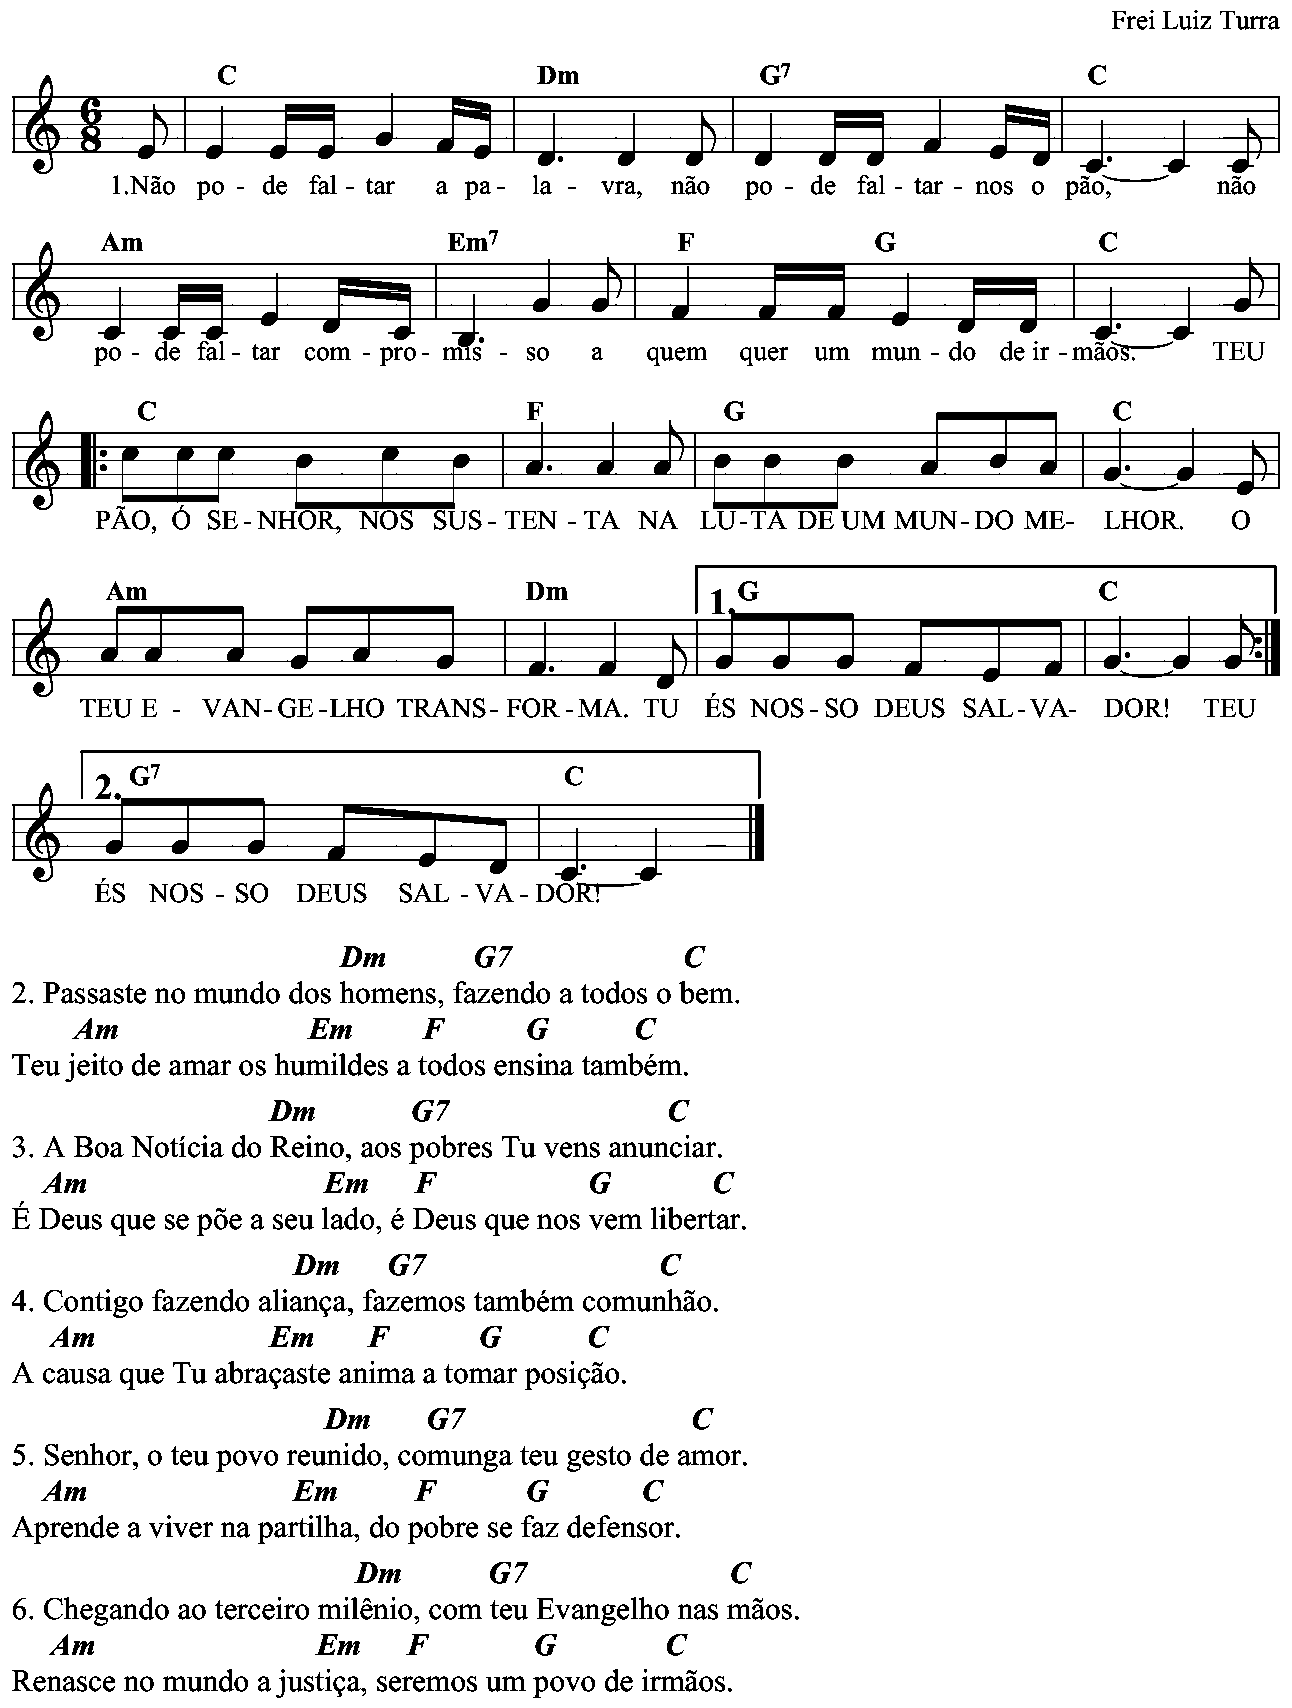 Frei Luiz Turra
C Dm G7 C
6
8
1.Não po - de fal - tar a pa - la - vra, não po - de fal - tar - nos o pão, não
Am Em7 F G C
po - de fal - tar com - pro - mis - so a quem quer um mun - do de ir - mãos. TEU
C F G C
PÃO, Ó SE - NHOR, NOS SUS - TEN - TA NA LU - TA DE UM MUN - DO ME- LHOR. O
Am Dm 1. G C
TEU E - VAN - GE - LHO TRANS - FOR - MA. TU ÉS NOS - SO DEUS SAL - VA- DOR! TEU
2. G7 C
ÉS NOS - SO DEUS SAL - VA - DOR!
Dm G7 C
2. Passaste no mundo dos homens, fazendo a todos o bem.
Am Em F G C
Teu jeito de amar os humildes a todos ensina também.
Dm G7 C
3. A Boa Notícia do Reino, aos pobres Tu vens anunciar.
Am Em F G C
É Deus que se põe a seu lado, é Deus que nos vem libertar.
Dm G7 C
4. Contigo fazendo aliança, fazemos também comunhão.
Am Em F G C
A causa que Tu abraçaste anima a tomar posição.
Dm G7 C
5. Senhor, o teu povo reunido, comunga teu gesto de amor.
Am Em F G C
Aprende a viver na partilha, do pobre se faz defensor.
Dm G7 C
6. Chegando ao terceiro milênio, com teu Evangelho nas mãos.
Am Em F G C
Renasce no mundo a justiça, seremos um povo de irmãos.